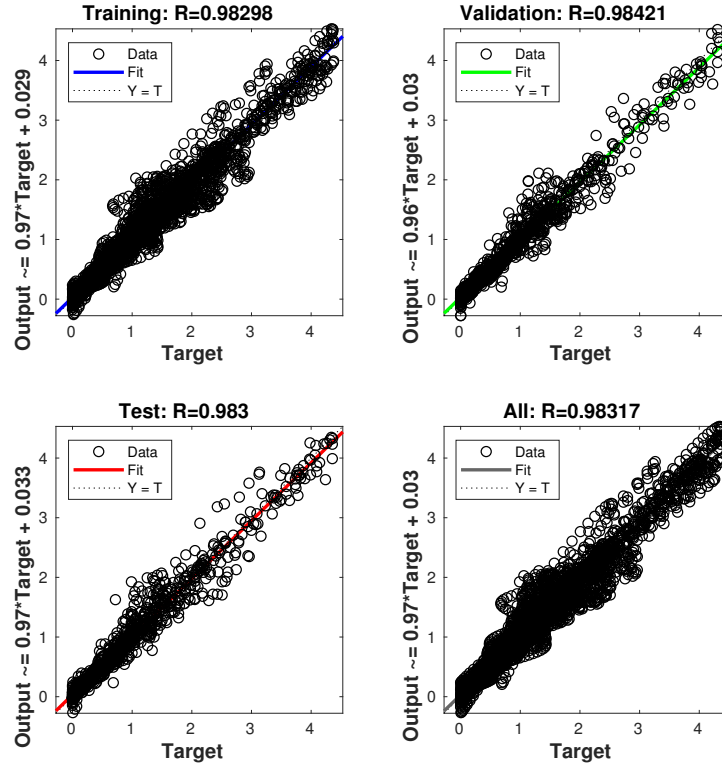 Training: R=0.98298
Data
Fit
Y = T
Output ~= 0.97*Target + 0.029
4
3
2
1
0
0 1 2 3 4
Target
Validation: R=0.98421
Data
Fit
Y = T
Output ~= 0.96*Target + 0.03
4
3
2
1
0
0 1 2 3 4
Target
Test: R=0.983
Data
Fit
Y = T
Output ~= 0.97*Target + 0.033
4
3
2
1
0
0 1 2 3 4
Target
All: R=0.98317
Data
Fit
Y = T
Output ~= 0.97*Target + 0.03
4
3
2
1
0
0 1 2 3 4
Target